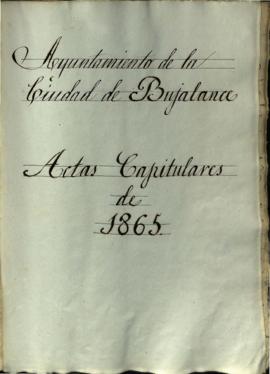 Ayuntamiento de la
Ciudad de Bujalance
Actas Capitulares
de
1865.